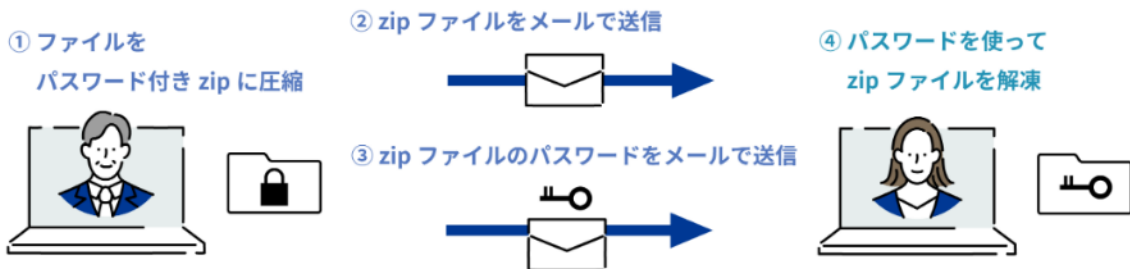 ① ファイルを
パスワード付き zip に圧縮
② zip ファイルをメールで送信
③ zip ファイルのパスワードをメールで送信
④ パスワードを使って
zip ファイルを解凍